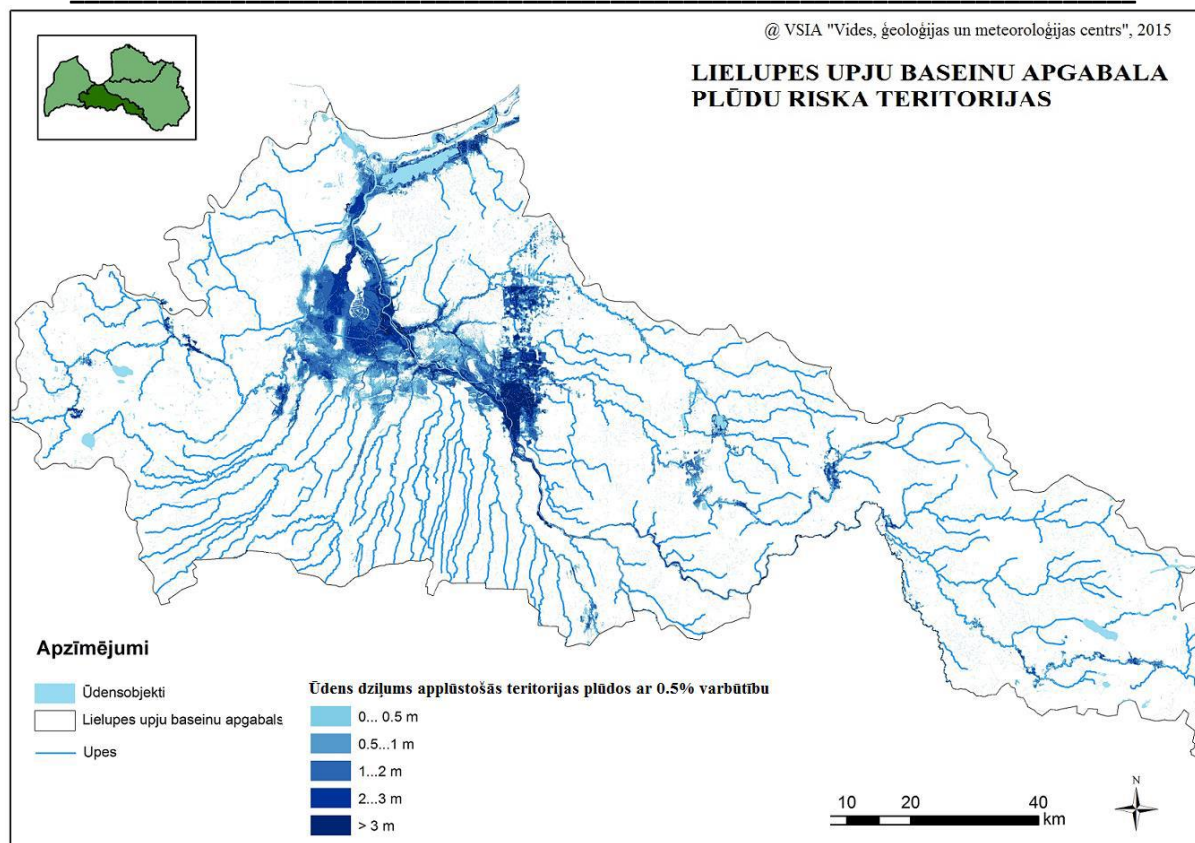 @ VSIA "Vides, ģeoloģijas un meteoroloģijas centrs", 2015
LIELUPES UPJU BASEINU APGABALA
PLŪDU RISKA TERITORIJAS
Apzīmējumi
Ūdensobjekti
Lielupes upju baseinu apgabals
Upes
Ūdens dziļums applūstošās teritorijas plūdos ar 0.5% varbūtību
0... 0.5 m
0.5...1 m
1...2 m
2...3 m
> 3 m
N
10 20 40
km